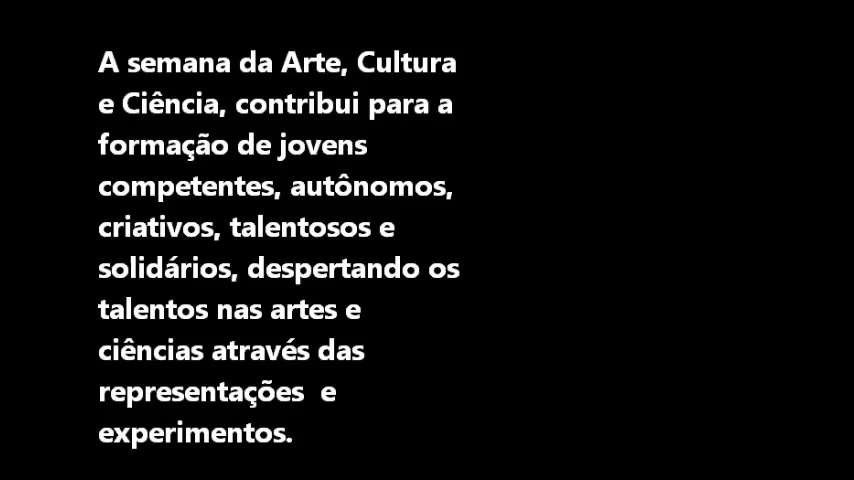 A semana da Arte, Cultura
e Ciência, contribui para a
formação de jovens
competentes, autônomos,
criativos, talentosos e
solidários, despertando os
talentos nas artes e
ciências através das
representações  e
experimentos.